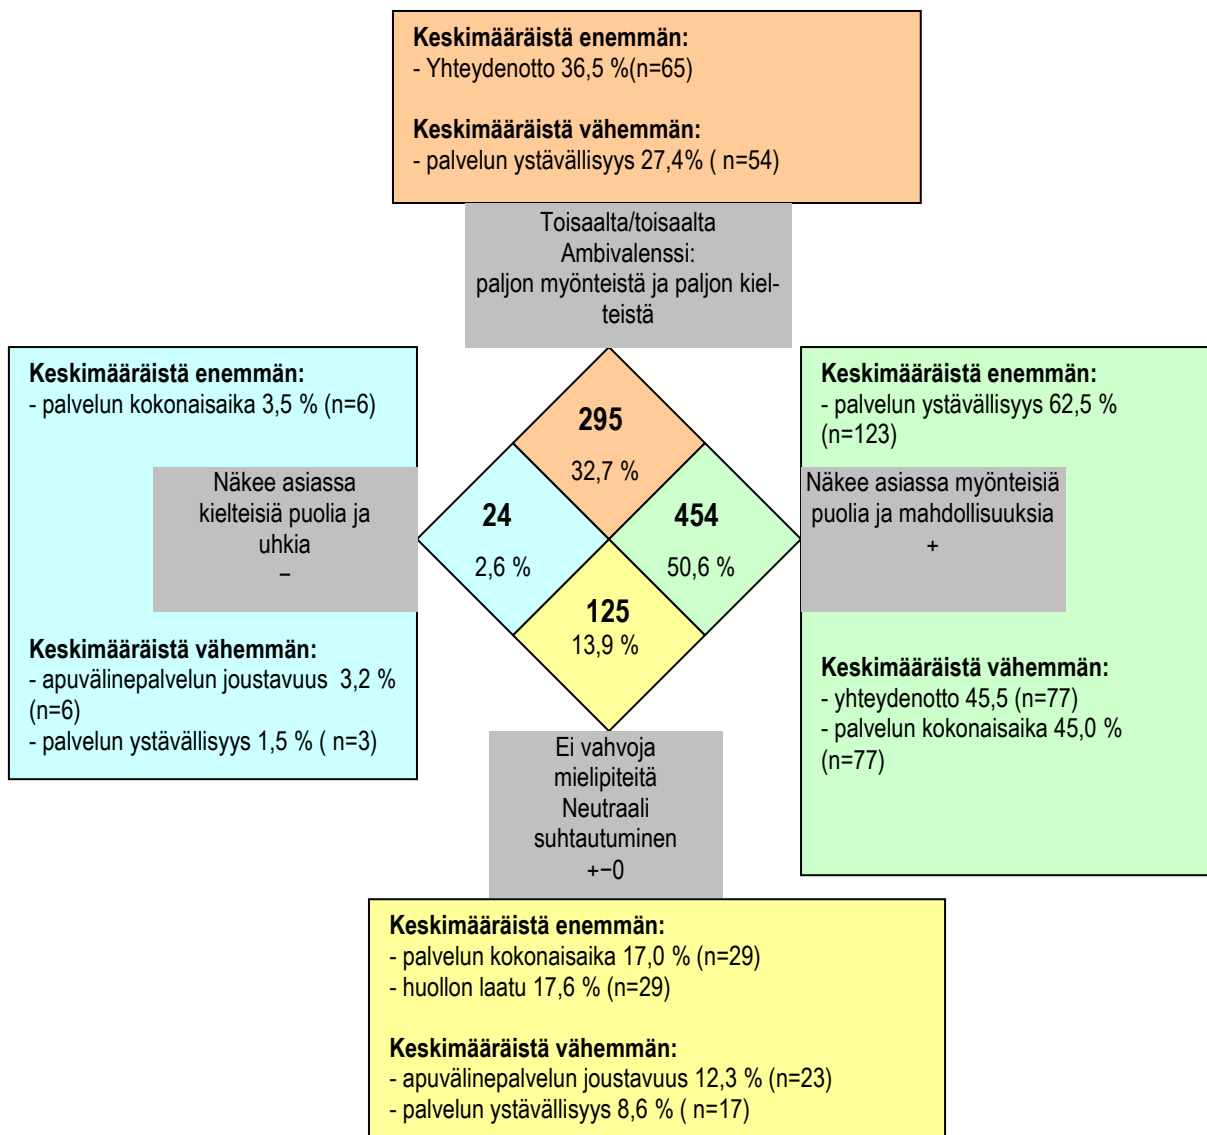 Keskimääräistä enemmän:
- Yhteydenotto 36,5 %(n=65)
Keskimääräistä vähemmän:
- palvelun ystävällisyys 27,4% ( n=54)
Toisaalta/toisaalta
Ambivalenssi:
paljon myönteistä ja paljon kiel-
teistä
Keskimääräistä enemmän:
- palvelun kokonaisaika 3,5 % (n=6)
Näkee asiassa
kielteisiä puolia ja
uhkia
–
Keskimääräistä vähemmän:
- apuvälinepalvelun joustavuus  3,2 %
(n=6)
- palvelun ystävällisyys 1,5 % ( n=3)
295
32,7 %
24
2,6 %
454
50,6 %
125
13,9 %
Keskimääräistä enemmän:
- palvelun ystävällisyys 62,5 %
(n=123)
Näkee asiassa myönteisiä
puolia ja mahdollisuuksia
+
Keskimääräistä vähemmän:
- yhteydenotto 45,5 (n=77)
- palvelun kokonaisaika 45,0 %
(n=77)
Ei vahvoja
mielipiteitä
Neutraali
suhtautuminen
+−0
Keskimääräistä enemmän:
- palvelun kokonaisaika 17,0 % (n=29)
- huollon laatu 17,6 % (n=29)
Keskimääräistä vähemmän:
- apuvälinepalvelun joustavuus 12,3 % (n=23)
- palvelun ystävällisyys 8,6 % ( n=17)